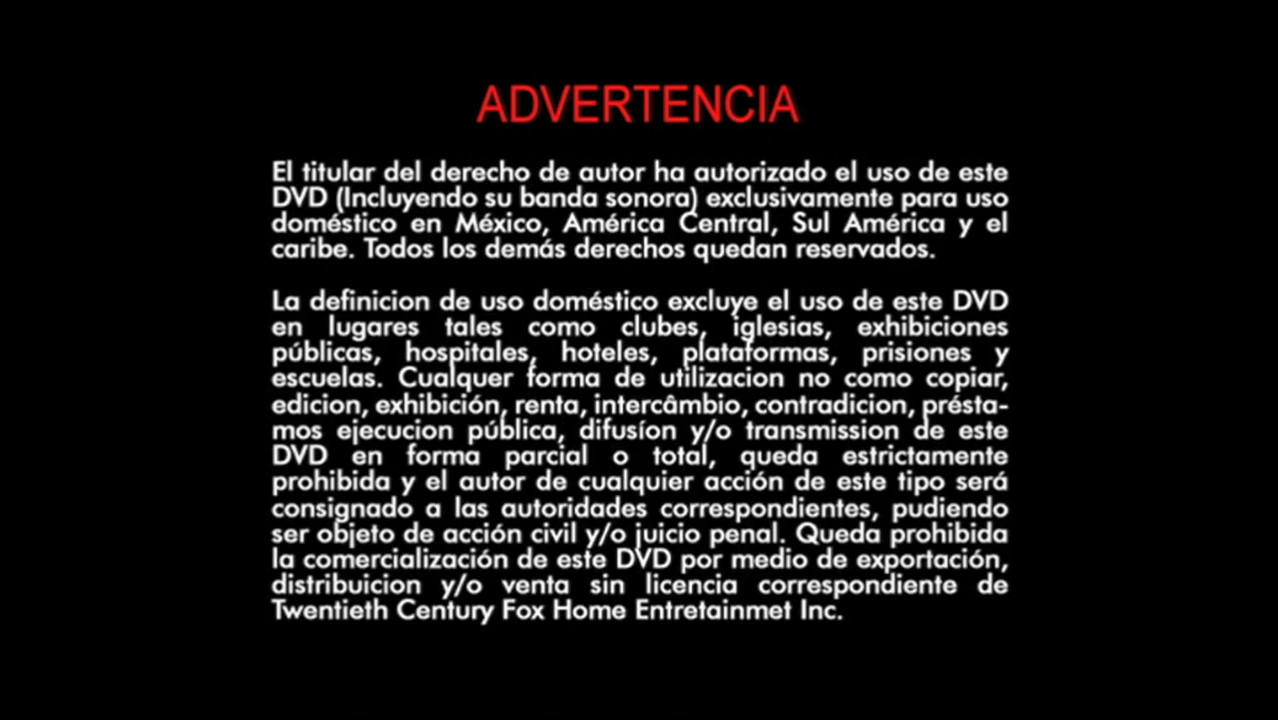 ADVERTENCIA
El titular del derecho de autor ha autorizado el uso de este
DVD (Incluyendo su banda sonora) exclusivamente para uso
doméstico en México, América Central, Sul América y el
caribe. Todos los demás derechos quedan reservados.
La definicion de uso doméstico excluye el uso de este DVD
en lugares tales como clubes, iglesias, exhibiciones
públicas, hospitales, hoteles, plataformas, prisiones y
escuelas. Cualquer forma de utilizacion no como copiar,
edicion, exhibición, renta, intercâmbio, contradicion, présta-
mos ejecucion pública, difusíon y/o transmission de este
DVD en forma parcial o total, queda estrictamente
prohibida y el autor de cualquier acción de este tipo será
consignado a las autoridades correspondientes, pudiendo
ser objeto de acción civil y/o juicio penal. Queda prohibida
la comercialización de este DVD por medio de exportación,
distribuicion y/o venta sin licencia correspondiente de
Twentieth Century Fox Home Entretainmet Inc.